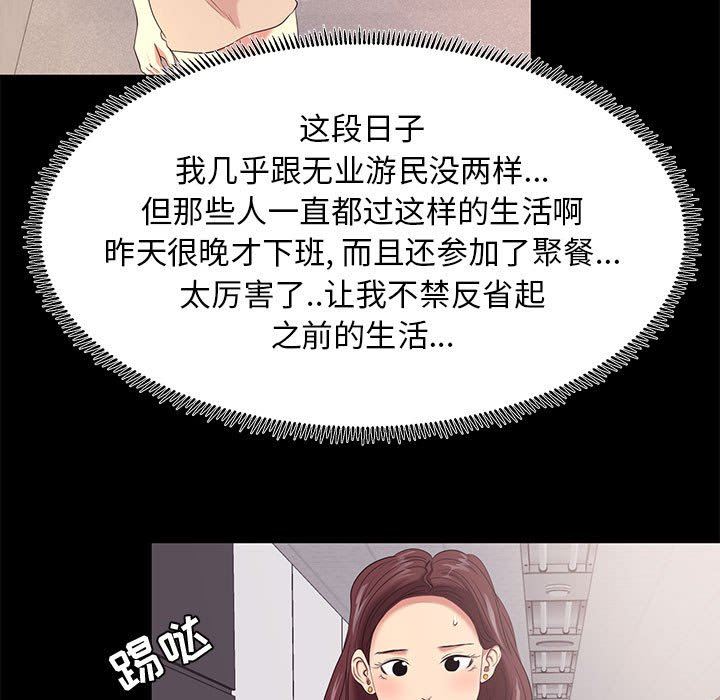 这段日子
我几乎跟无业游民没两样...
但那些人一直都过这样的生活啊
昨天很晚才下班, 而且还参加了聚餐...
太厉害了..让我不禁反省起
之前的生活...
踢哒